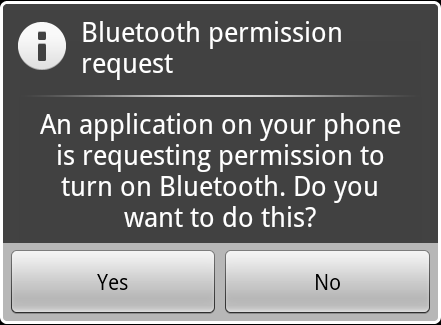 Bluetooth permission
request
An application on your phone
is requesting permission to
turn on Bluetooth. Do you
want to do this?
Yes
No